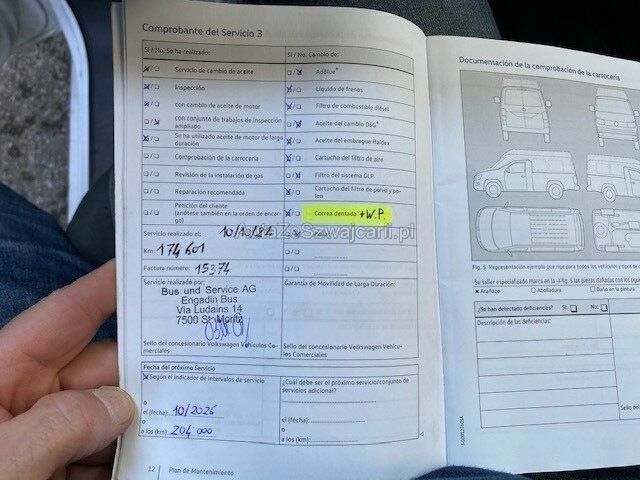 Comprobante del Servicio 3
Sí / No. Se ha realizado:
Servicio de cambio de aceite
Inspección
con cambio de aceite de motor
con conjunto de trabajos de inspección
ampliado
Se ha utilizado aceite de motor de larga
duración
Comprobación de la carrocería
Revisión de la instalación de gas
Reparación recomendada
Petición del cliente
(anótese también en la orden de encar-
go)
Sí / No. Cambio de:
AdBlue®
Líquido de frenos
Filtro de combustible diésel
Aceite del cambio DSG®
Aceite del embrague Haldex
Cartucho del filtro de aire
Filtro del sistema GLP
Cartucho del filtro de polvo y po-
len
Correa dentada +W.P.
Servicio realizado el:
Km: 174 601
Factura número: 15374
Servicio realizado por:
Bus und Service AG
Engadin Bus
Via Ludains 14
7500 St. Moritz
Sello del concesionario Volkswagen Vehículos Co-
merciales
Garantía de Movilidad de Larga Duración:
Sello del concesionario Volkswagen Vehícu-
los Comerciales
Fecha del próximo Servicio
Según el indicador de intervalos de servicio
o
el (fecha): 10/2026
o
a los (km): 204 000
¿Cuál debe ser el próximo servicio/conjunto de
servicios adicional?
el (fecha):
o
a los (km):
12 Plan de Mantenimiento
Documentación de la comprobación de la carrocería
Fig. 5 Representación ejemplo que rige para todos los vehículos y tipos de
Su taller especializado marca en la → fig. 5 las piezas dañadas con los siguie
Arañazo Abolladura Daño en la pintura
¿Se han detectado deficiencias? Sí: No:
Descripción de las deficiencias:
Sello del